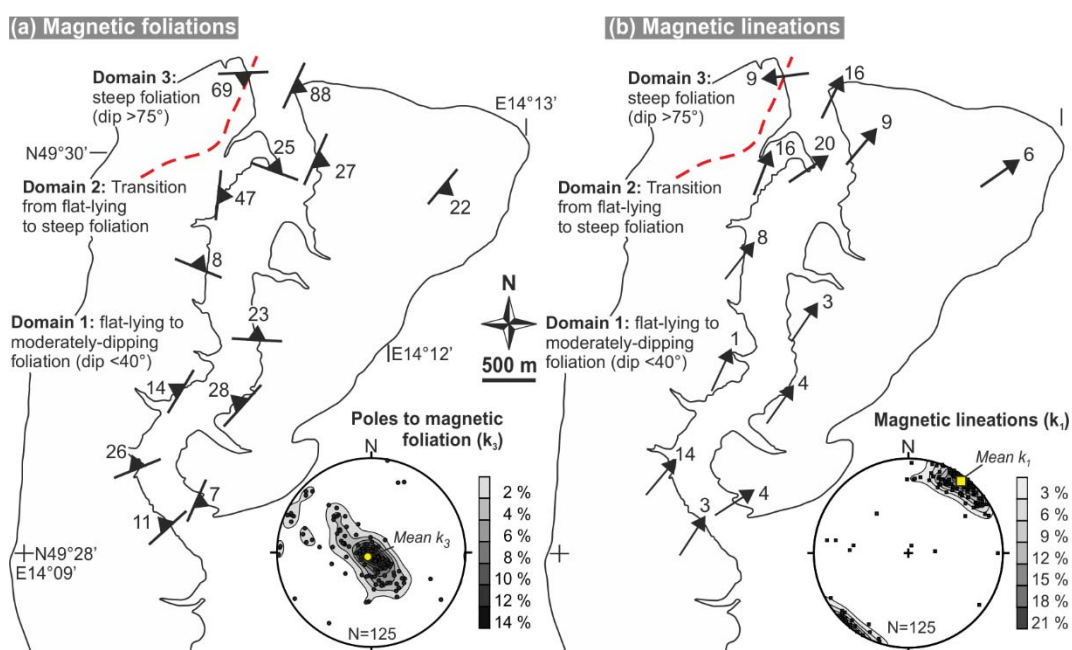 (a) Magnetic foliations
Domain 3:
steep foliation
(dip >75°)
69
88
E14°13’
N49°30’
25
27
Domain 2: Transition
from flat-lying
to steep foliation
47
22
8
Domain 1: flat-lying to
moderately-dipping
foliation (dip <40°)
23
N
500 m
E14°12’
14
28
Poles to magnetic
foliation (k3)
26
N
7
11
Mean k3
N49°28’
E14°09’
N=125
2 %
4 %
6 %
8 %
10 %
12 %
14 %
(b) Magnetic lineations
Domain 3:
steep foliation
(dip >75°)
9
16
9
16
20
6
Domain 2: Transition
from flat-lying
to steep foliation
8
Domain 1: flat-lying to
moderately-dipping
foliation (dip <40°)
3
1
4
Magnetic lineations (k1)
14
N
Mean k1
3
4
N=125
3 %
6 %
9 %
12 %
15 %
18 %
21 %